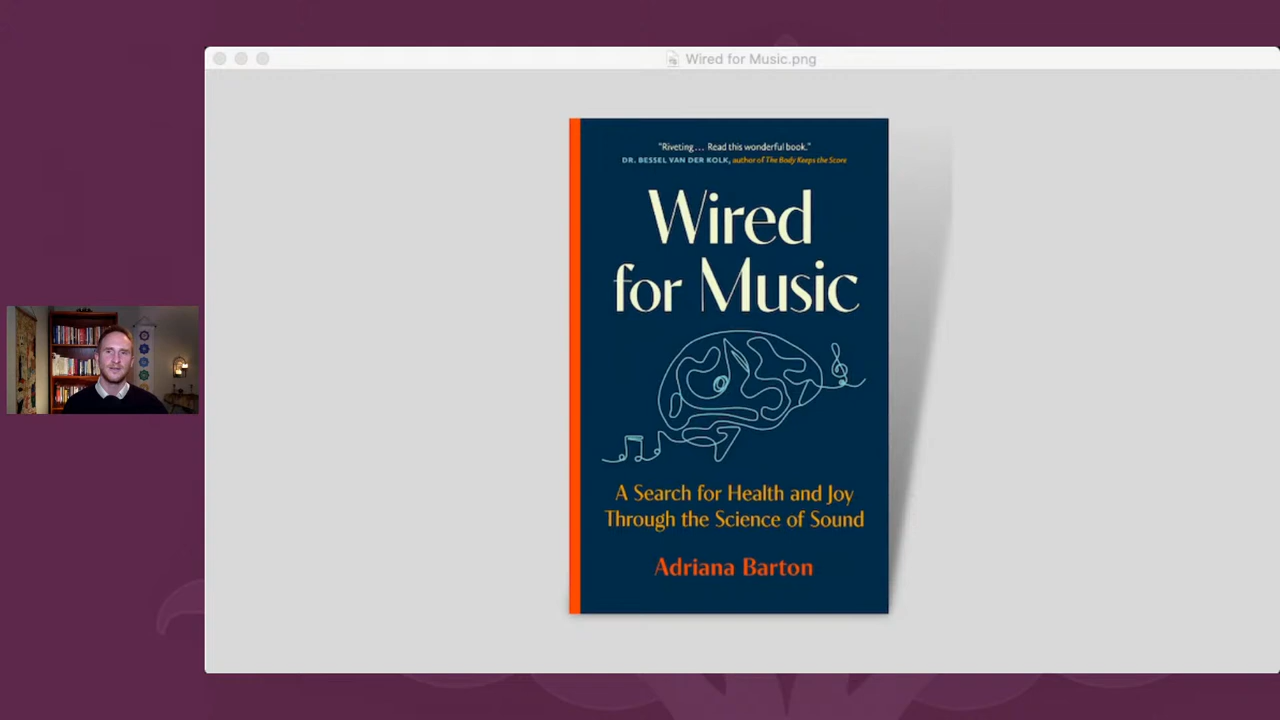 Wired for Music.png
"Riveting... Read this wonderful book."
DR. BESSEL VAN DER KOLK, author of The Body Keeps the Score
Wired
for Music
A Search for Health and Joy
Through the Science of Sound
Adriana Barton